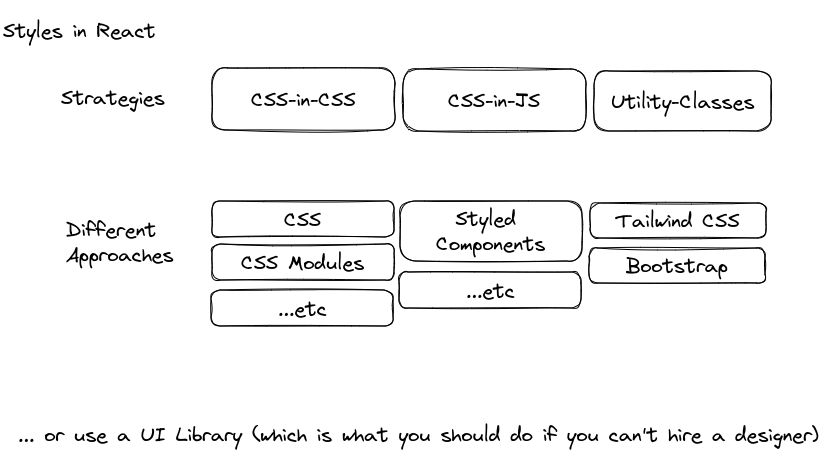 Styles in React
Strategies
CSS-in-CSS
CSS-in-JS
Utility-Classes
Different
Approaches
CSS
CSS Modules
...etc
Styled
Components
...etc
Tailwind CSS
Bootstrap
... or use a UI Library (which is what you should do if you can't hire a designer)